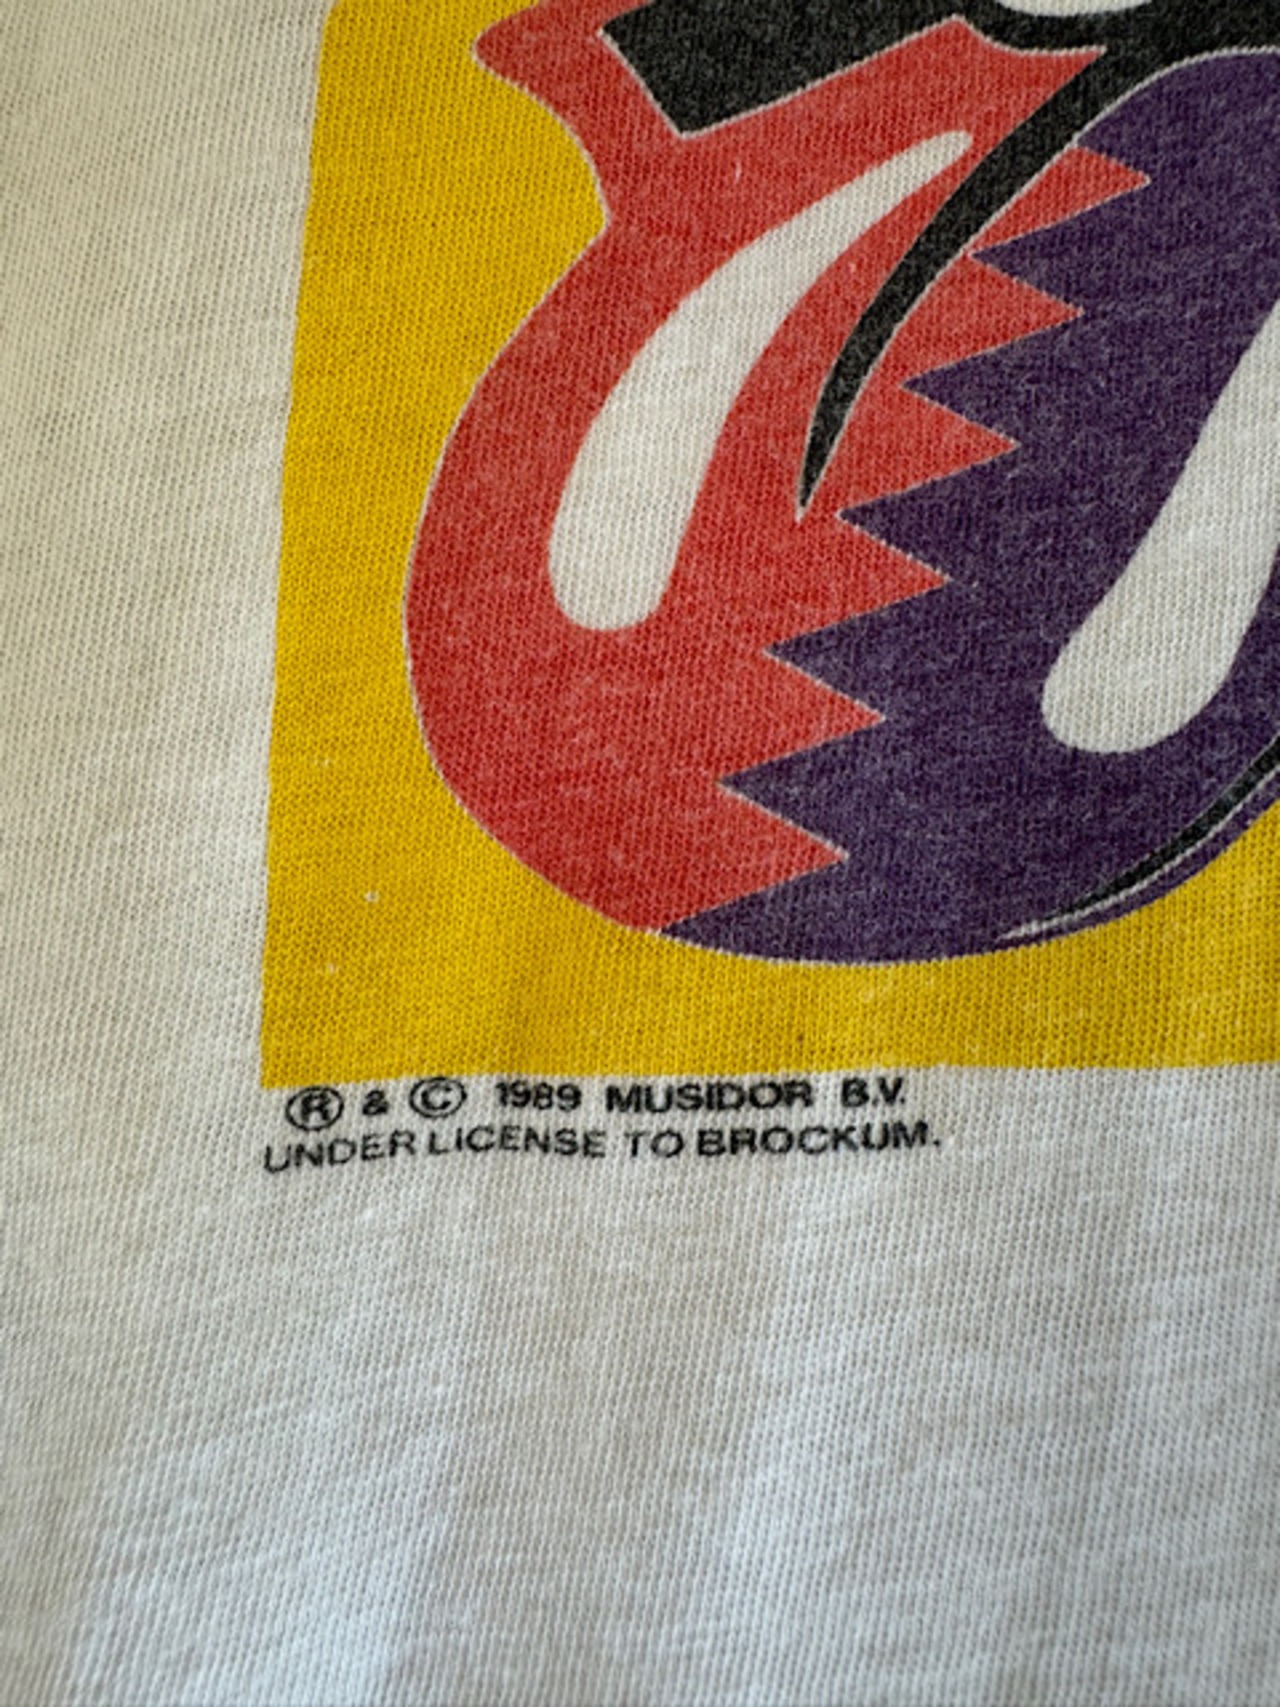 ® & © 1989 MUSIDOR B.V.
UNDER LICENSE TO BROCKUM.